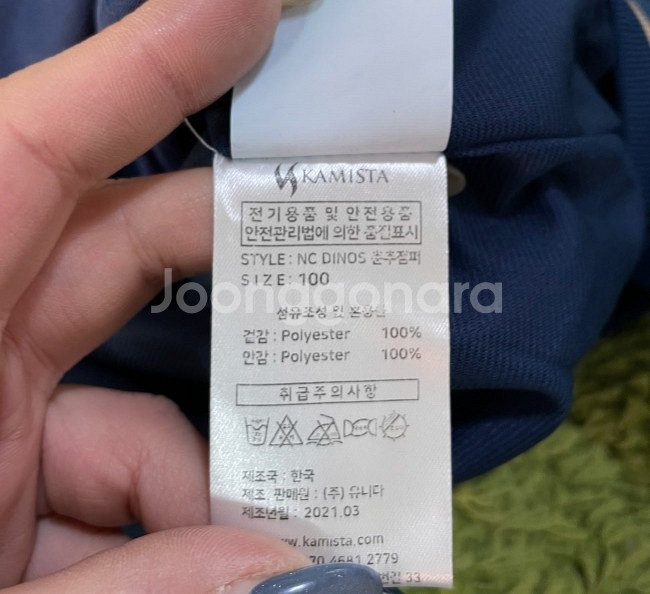 KAMISTA
전기용품 및 안전용품
안전관리법에 의한 품질표시
STYLE : NC DINOS 춘추점퍼
SIZE : 100
Joonggonara
섬유조성 및 혼용율
겉감 : Polyester 100%
안감 : Polyester 100%
취급주의사항
제조국 : 한국
제조 판매원 : (주) 유니다
제조년월 : 2021.03
ww.kamista.com
70 4681 2779
번길 33